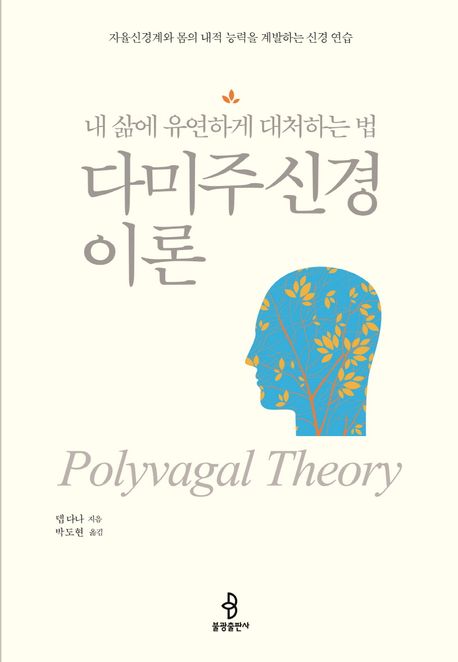 자율신경계와 몸의 내적 능력을 계발하는 신경 연습
내 삶에 유연하게 대처하는 법
다미주 신경
이론
Polyvagal Theory
뎁 다나 지음
박도현 옮김
불광출판사